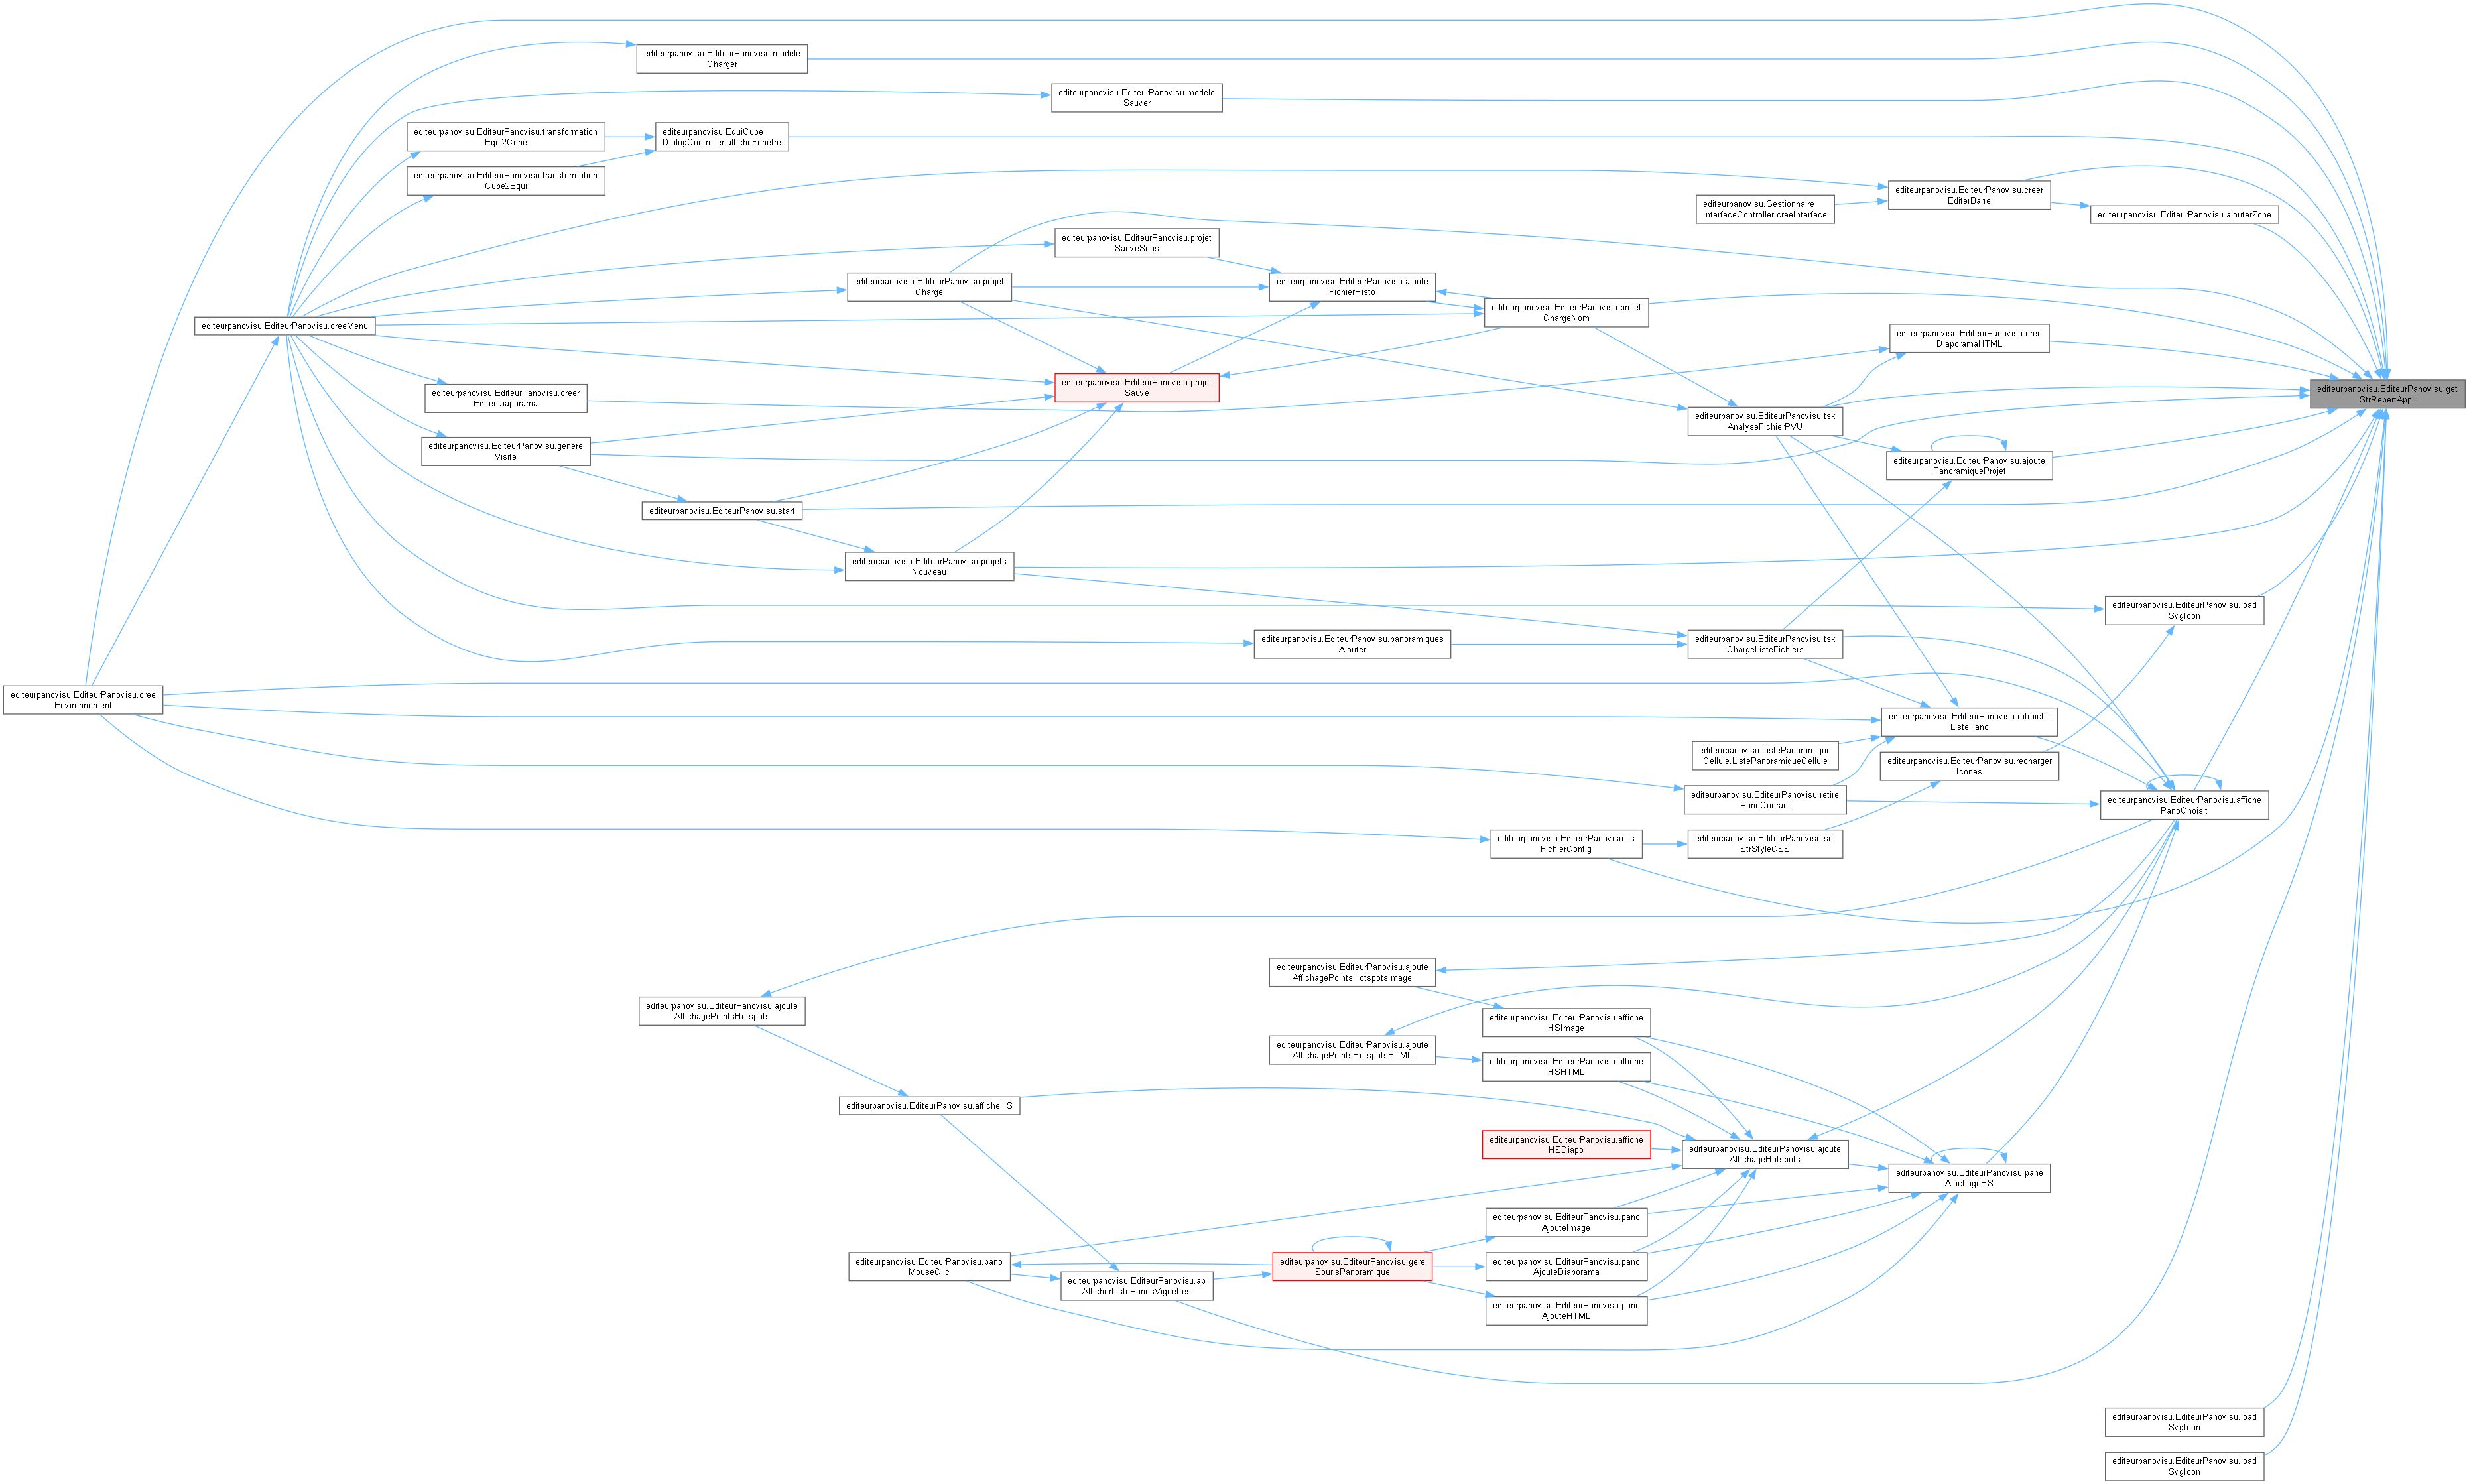 editeurpanovisu.EditeurPanovisu.modele
Charger
editeurpanovisu.EditeurPanovisu.modele
Sauver
editeurpanovisu.EditeurPanovisu.transformation
Equi2Cube
editeurpanovisu.EquiCube
DialogController.afficheFenetre
editeurpanovisu.EditeurPanovisu.transformation
Cube2Equi
editeurpanovisu.Gestionnaire
InterfaceController.creeInterface
editeurpanovisu.EditeurPanovisu.creer
EditerBarre
editeurpanovisu.EditeurPanovisu.ajouterZone
editeurpanovisu.EditeurPanovisu.projet
SauveSous
editeurpanovisu.EditeurPanovisu.projet
Charge
editeurpanovisu.EditeurPanovisu.ajoute
FichierHisto
editeurpanovisu.EditeurPanovisu.projet
ChargeNom
editeurpanovisu.EditeurPanovisu.creeMenu
editeurpanovisu.EditeurPanovisu.cree
DiaporamaHTML
editeurpanovisu.EditeurPanovisu.get
StrRepertAppli
editeurpanovisu.EditeurPanovisu.projet
Sauve
editeurpanovisu.EditeurPanovisu.creer
EditerDiaporama
editeurpanovisu.EditeurPanovisu.tsk
AnalyseFichierPVU
editeurpanovisu.EditeurPanovisu.genere
Visite
editeurpanovisu.EditeurPanovisu.ajoute
PanoramiqueProjet
editeurpanovisu.EditeurPanovisu.start
editeurpanovisu.EditeurPanovisu.projets
Nouveau
editeurpanovisu.EditeurPanovisu.load
SvgIcon
editeurpanovisu.EditeurPanovisu.panoramiques
Ajouter
editeurpanovisu.EditeurPanovisu.tsk
ChargeListeFichiers
editeurpanovisu.EditeurPanovisu.cree
Environnement
editeurpanovisu.EditeurPanovisu.rafraichit
ListePano
editeurpanovisu.ListePanoramique
Cellule.ListePanoramiqueCellule
editeurpanovisu.EditeurPanovisu.recharger
Icones
editeurpanovisu.EditeurPanovisu.retire
PanoCourant
editeurpanovisu.EditeurPanovisu.affiche
PanoChoisit
editeurpanovisu.EditeurPanovisu.lis
FichierConfig
editeurpanovisu.EditeurPanovisu.set
StrStyleCSS
editeurpanovisu.EditeurPanovisu.ajoute
AffichagePointsHotspotsImage
editeurpanovisu.EditeurPanovisu.ajoute
AffichagePointsHotspots
editeurpanovisu.EditeurPanovisu.affiche
HSImage
editeurpanovisu.EditeurPanovisu.ajoute
AffichagePointsHotspotsHTML
editeurpanovisu.EditeurPanovisu.affiche
HSHTML
editeurpanovisu.EditeurPanovisu.afficheHS
editeurpanovisu.EditeurPanovisu.affiche
HSDiapo
editeurpanovisu.EditeurPanovisu.ajoute
AffichageHotspots
editeurpanovisu.EditeurPanovisu.pane
AffichageHS
editeurpanovisu.EditeurPanovisu.pano
AjouteImage
editeurpanovisu.EditeurPanovisu.pano
MouseClic
editeurpanovisu.EditeurPanovisu.gere
SourisPanoramique
editeurpanovisu.EditeurPanovisu.pano
AjouteDiaporama
editeurpanovisu.EditeurPanovisu.ap
AfficherListePanosVignettes
editeurpanovisu.EditeurPanovisu.pano
AjouteHTML
editeurpanovisu.EditeurPanovisu.load
SvgIcon
editeurpanovisu.EditeurPanovisu.load
SvgIcon